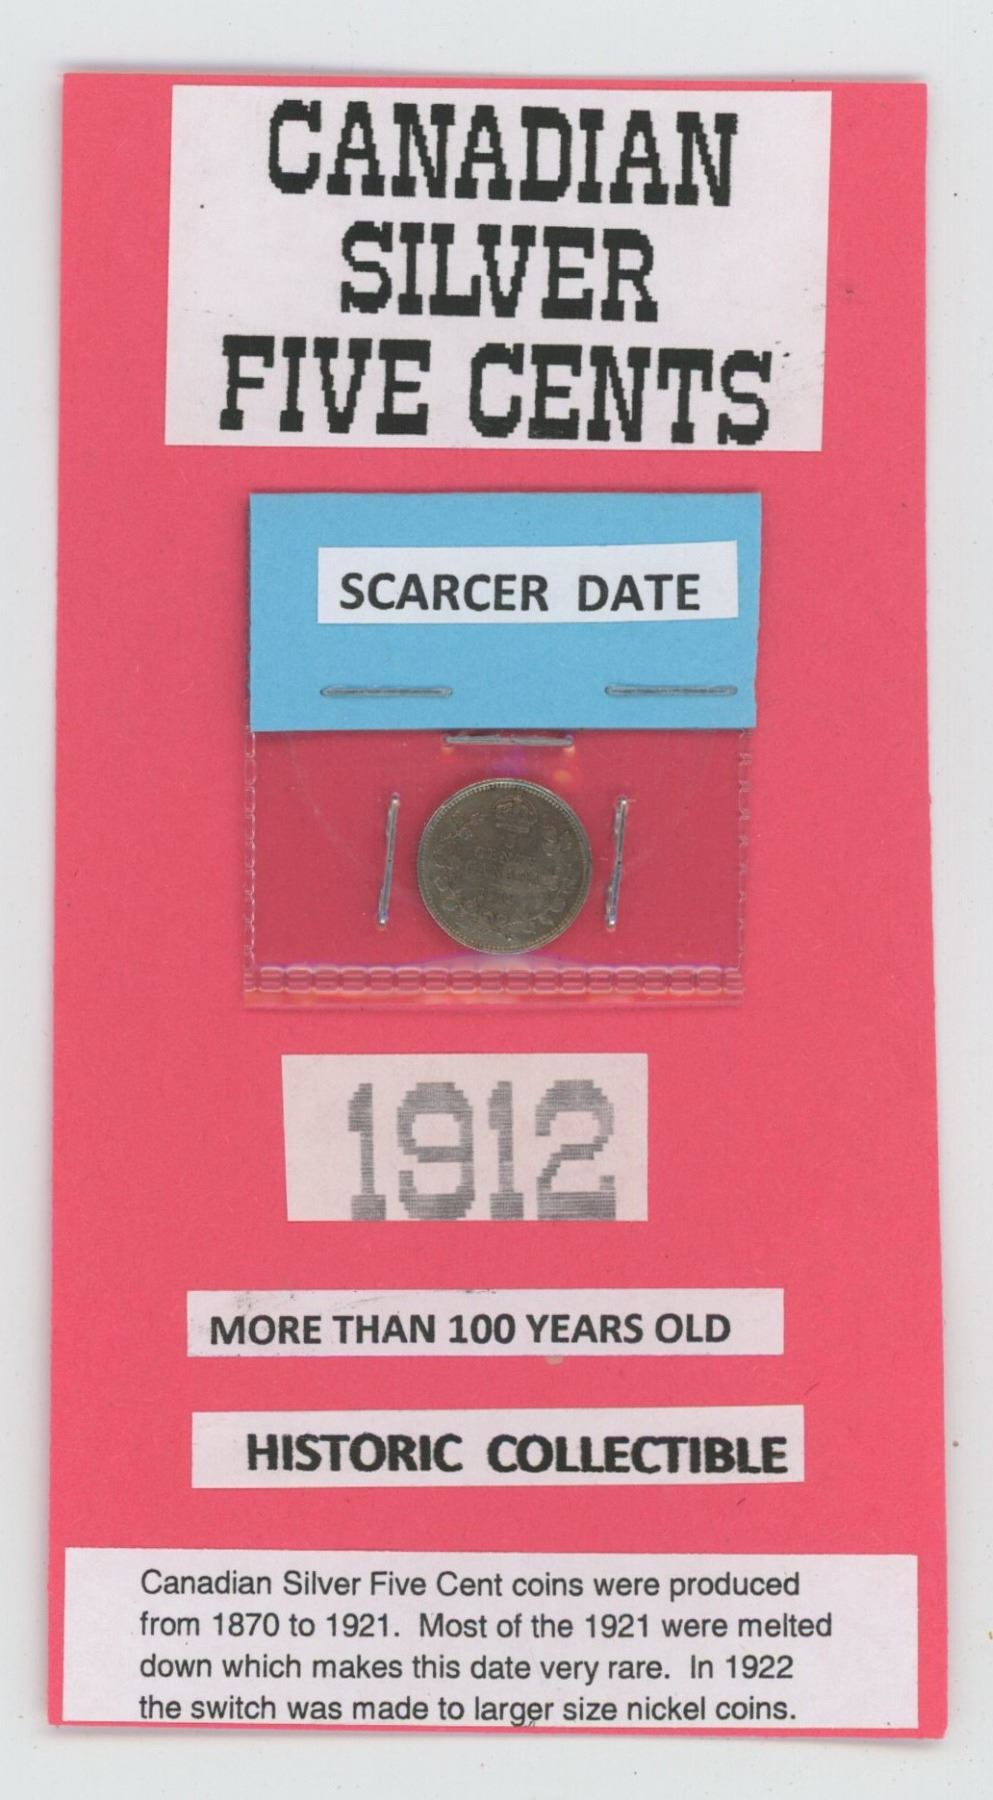 CANADIAN
SILVER
FIVE CENTS
SCARCER DATE
CANADA
1912
MORE THAN 100 YEARS OLD
HISTORIC COLLECTIBLE
Canadian Silver Five Cent coins were produced
from 1870 to 1921. Most of the 1921 were melted
down which makes this date very rare. In 1922
the switch was made to larger size nickel coins.